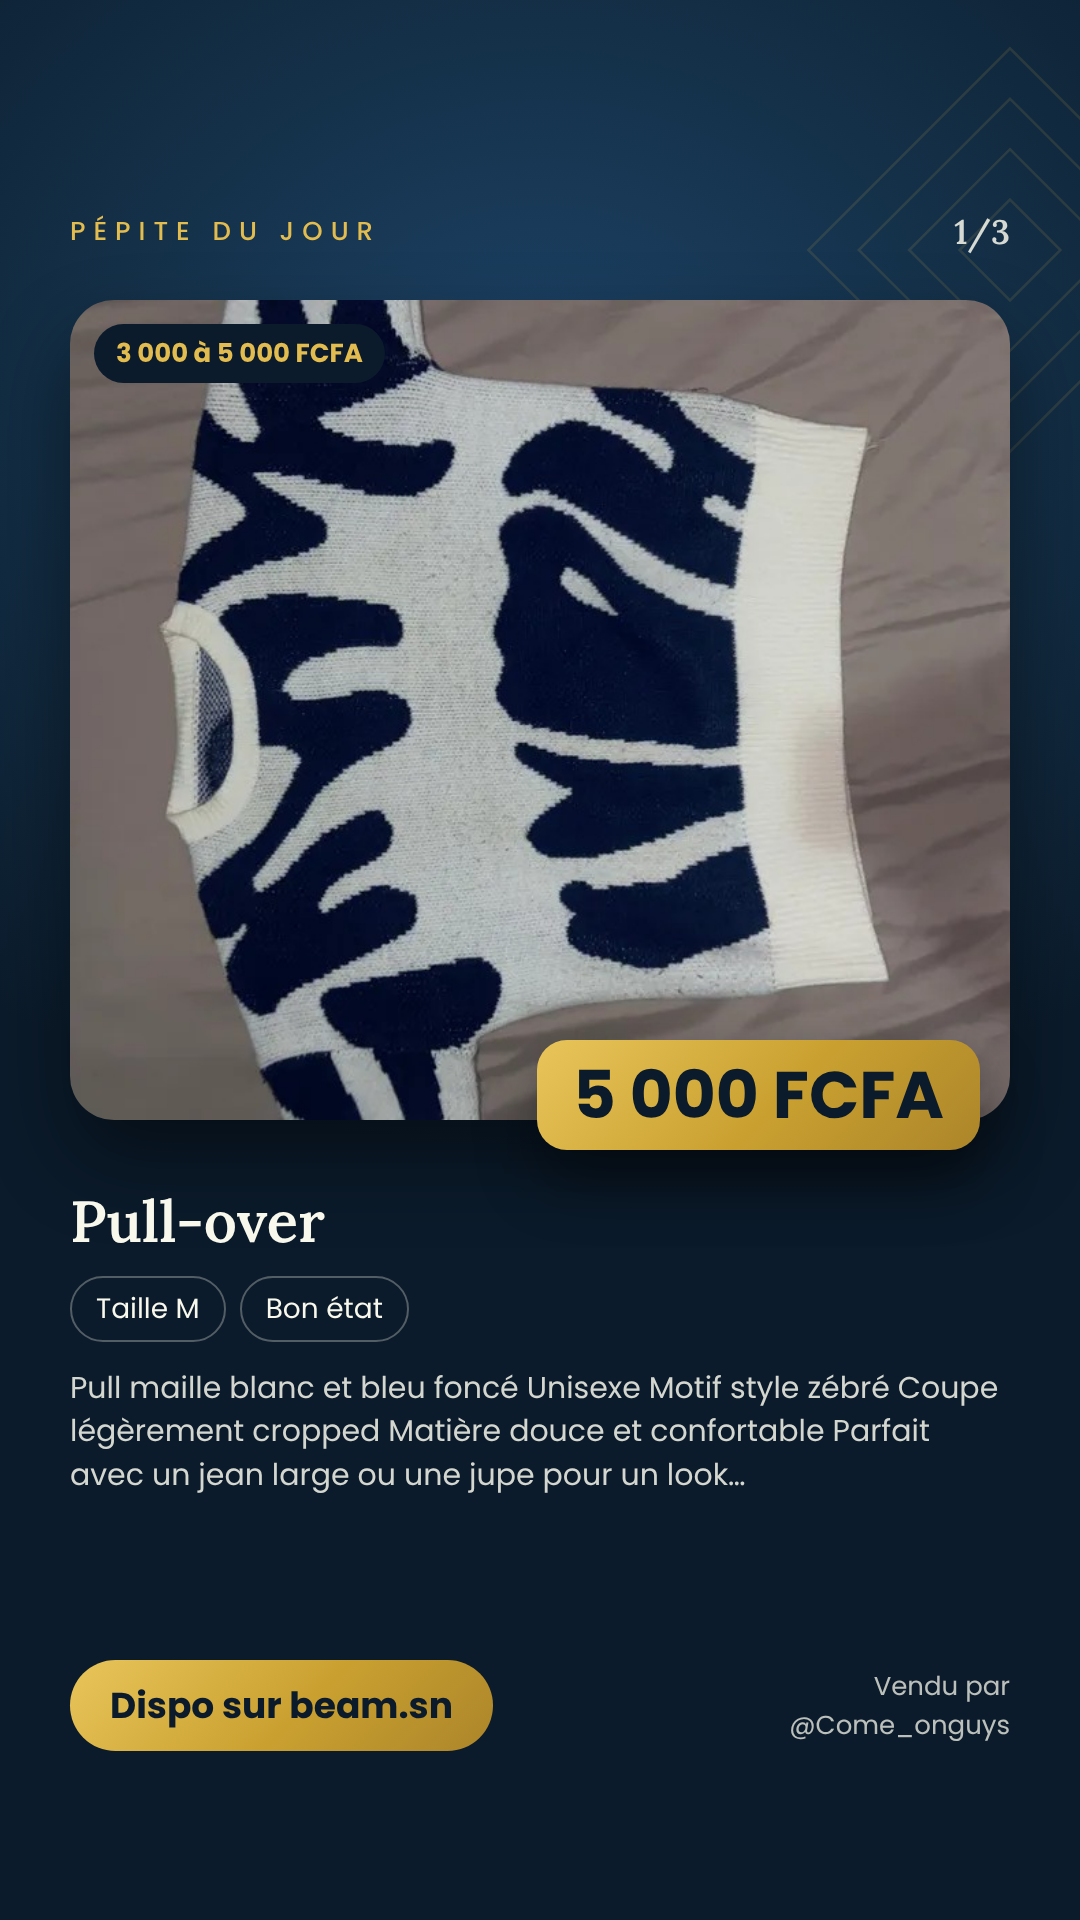 PÉPITE DU JOUR
1/3
3 000 à 5 000 FCFA
5 000 FCFA
Pull-over
Taille M
Bon état
Pull maille blanc et bleu foncé Unisexe Motif style zébré Coupe
légèrement cropped Matière douce et confortable Parfait
avec un jean large ou une jupe pour un look...
Dispo sur beam.sn
Vendu par
@Come_onguys